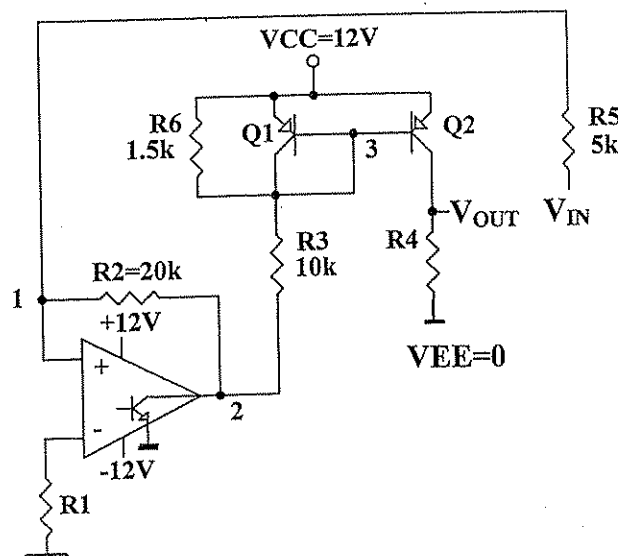 VCC=12V
R6
1.5k
Q1
3
Q2
R5
5k
VOUT
VIN
R3
10k
R4
R2=20k
1
+12V
VEE=0
+
2
-
-12V
R1